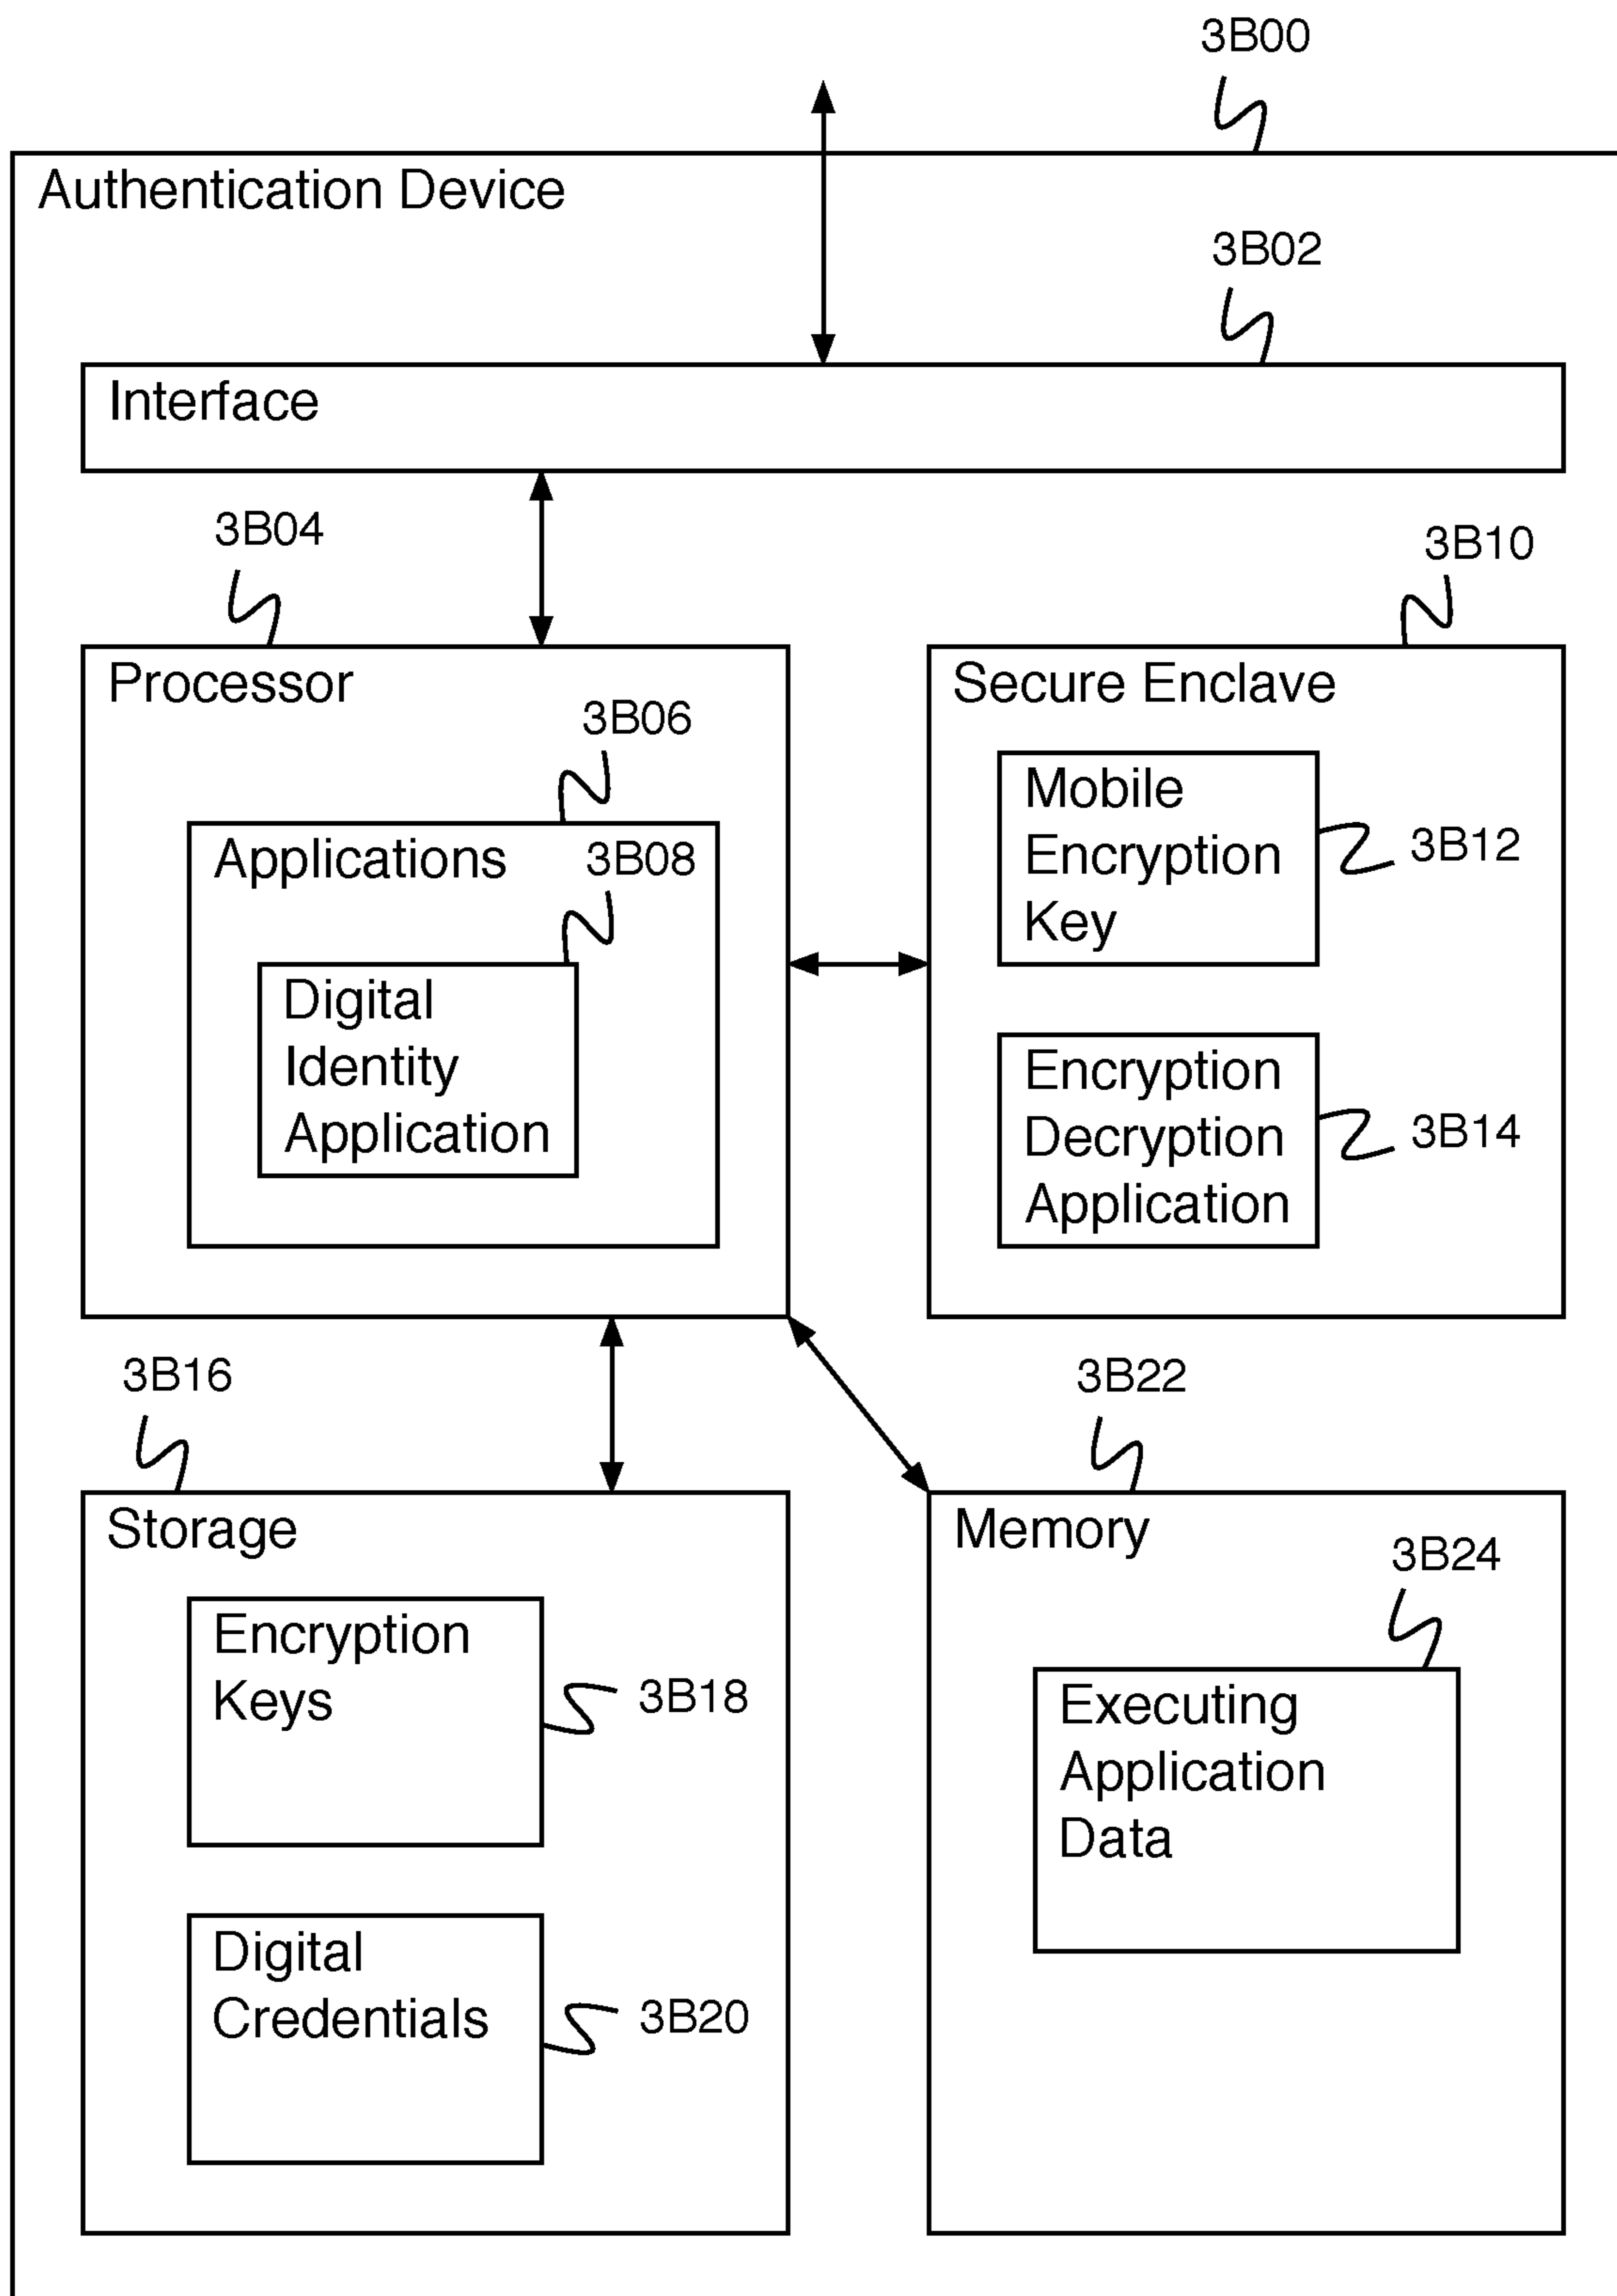 3B00
Authentication Device
3B02
Interface
3B04
3B10
Processor
Secure Enclave
3B06
Mobile
Encryption
Key
3B12
Applications
3B08
Digital
Identity
Application
Encryption
Decryption
Application
3B14
3B16
3B22
Storage
Memory
3B24
Encryption
Keys
3B18
Executing
Application
Data
Digital
Credentials
3B20